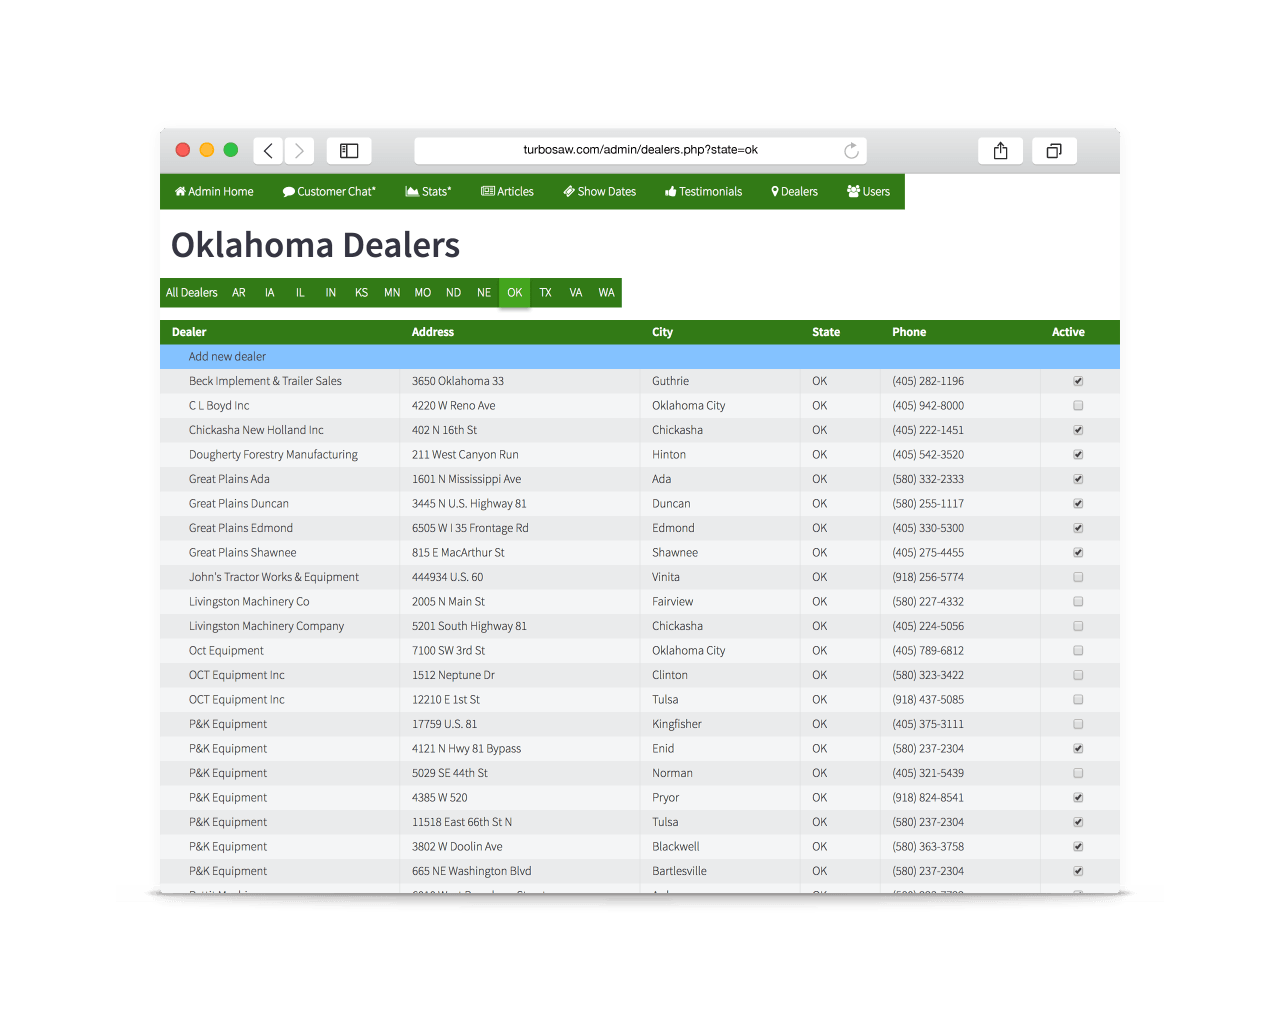 turbosaw.com/admin/dealers.php?state=ok
Admin Home Customer Chat* Stats* Articles Show Dates Testimonials Dealers Users
Oklahoma Dealers
All Dealers AR IA IL IN KS MN MO ND NE OK TX VA WA
Dealer Address City State Phone Active
Add new dealer
Beck Implement & Trailer Sales 3650 Oklahoma 33 Guthrie OK (405) 282-1196
C L Boyd Inc 4220 W Reno Ave Oklahoma City OK (405) 942-8000
Chickasha New Holland Inc 402 N 16th St Chickasha OK (405) 222-1451
Dougherty Forestry Manufacturing 211 West Canyon Run Hinton OK (405) 542-3520
Great Plains Ada 1601 N Mississippi Ave Ada OK (580) 332-2333
Great Plains Duncan 3445 N U.S. Highway 81 Duncan OK (580) 255-1117
Great Plains Edmond 6505 W I 35 Frontage Rd Edmond OK (405) 330-5300
Great Plains Shawnee 815 E MacArthur St Shawnee OK (405) 275-4455
John's Tractor Works & Equipment 444934 U.S. 60 Vinita OK (918) 256-5774
Livingston Machinery Co 2005 N Main St Fairview OK (580) 227-4332
Livingston Machinery Company 5201 South Highway 81 Chickasha OK (405) 224-5056
Oct Equipment 7100 SW 3rd St Oklahoma City OK (405) 789-6812
OCT Equipment Inc 1512 Neptune Dr Clinton OK (580) 323-3422
OCT Equipment Inc 12210 E 1st St Tulsa OK (918) 437-5085
P&K Equipment 17759 U.S. 81 Kingfisher OK (405) 375-3111
P&K Equipment 4121 N Hwy 81 Bypass Enid OK (580) 237-2304
P&K Equipment 5029 SE 44th St Norman OK (405) 321-5439
P&K Equipment 4385 W 520 Pryor OK (918) 824-8541
P&K Equipment 11518 East 66th St N Tulsa OK (580) 237-2304
P&K Equipment 3802 W Doolin Ave Blackwell OK (580) 363-3758
P&K Equipment 665 NE Washington Blvd Bartlesville OK (580) 237-2304
OK